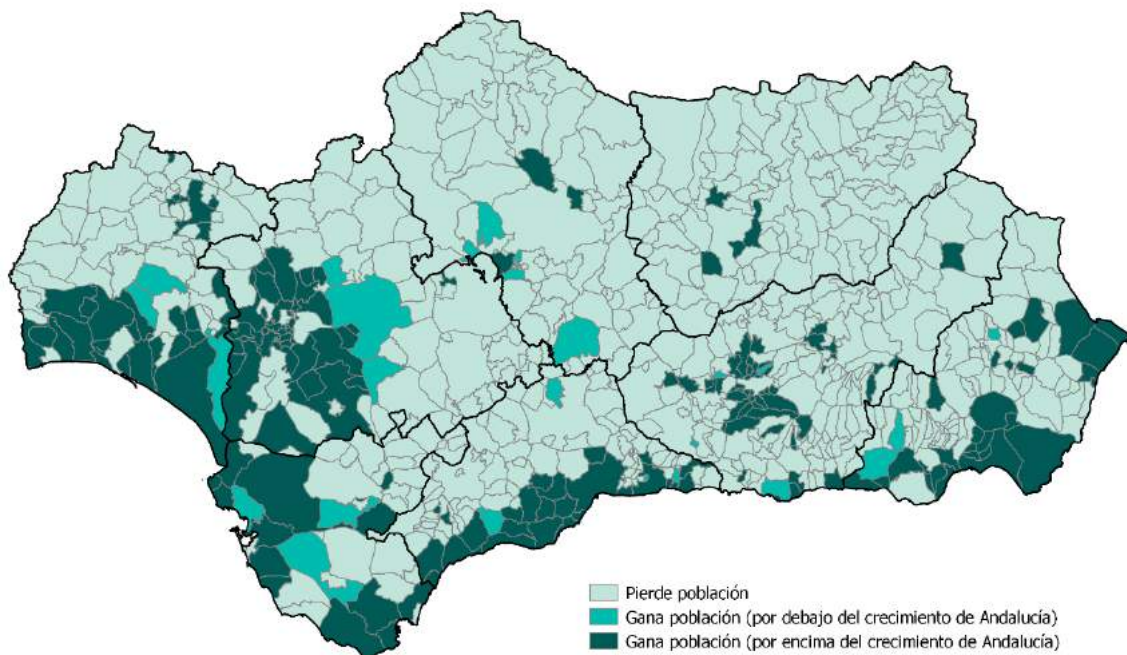 Pierde población
Gana población (por debajo del crecimiento de Andalucía)
Gana población (por encima del crecimiento de Andalucía)